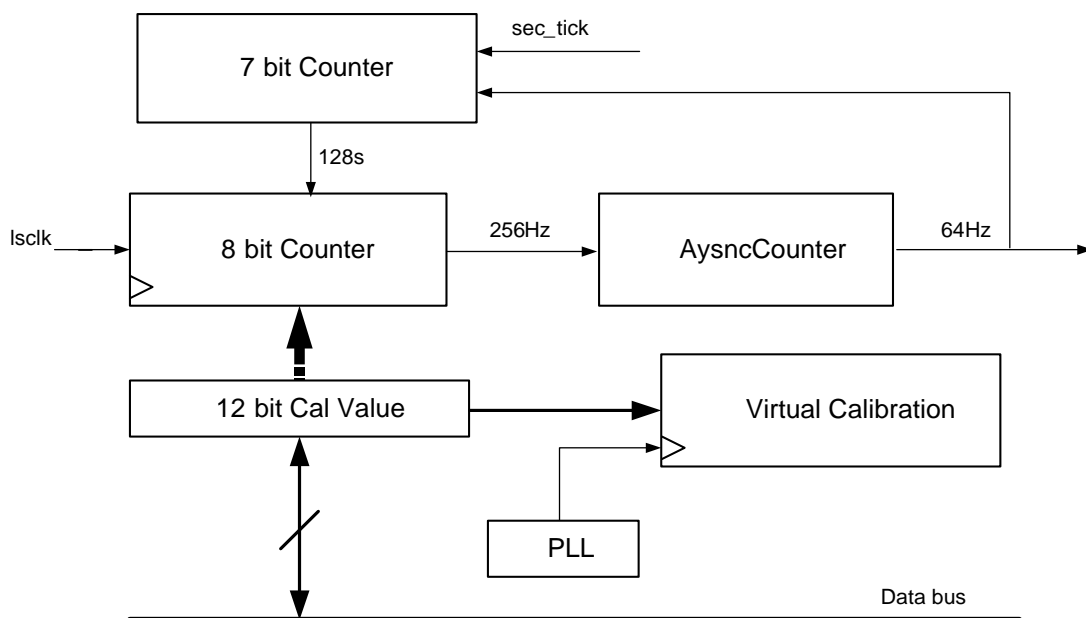 sec_tick
7 bit Counter
128s
lsclk
8 bit Counter
256Hz
AysncCounter
64Hz
12 bit Cal Value
Virtual Calibration
PLL
Data bus